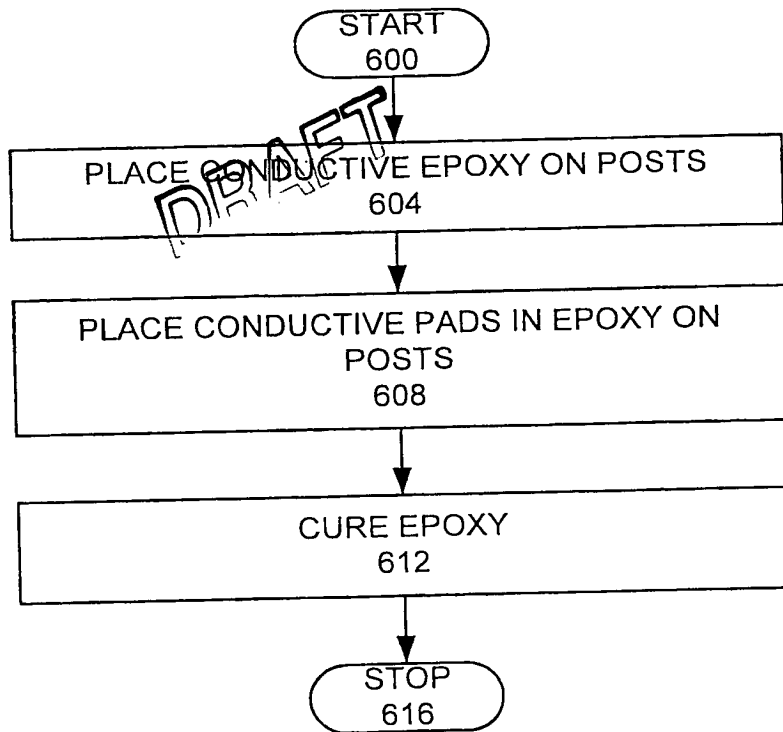 START
600
DRAFT
PLACE CONDUCTIVE EPOXY ON POSTS
604
PLACE CONDUCTIVE PADS IN EPOXY ON
POSTS
608
CURE EPOXY
612
STOP
616